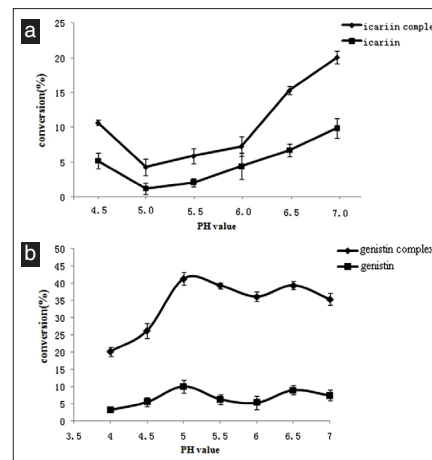 a
icariin comple
icariin
25
20
15
10
5
0
conversion(%)
4.5 5.0 5.5 6.0 6.5 7.0
PH value
b
genistin complex
genistin
50
45
40
35
30
25
20
15
10
5
0
conversion(%)
3.5 4 4.5 5 5.5 6 6.5 7
PH value